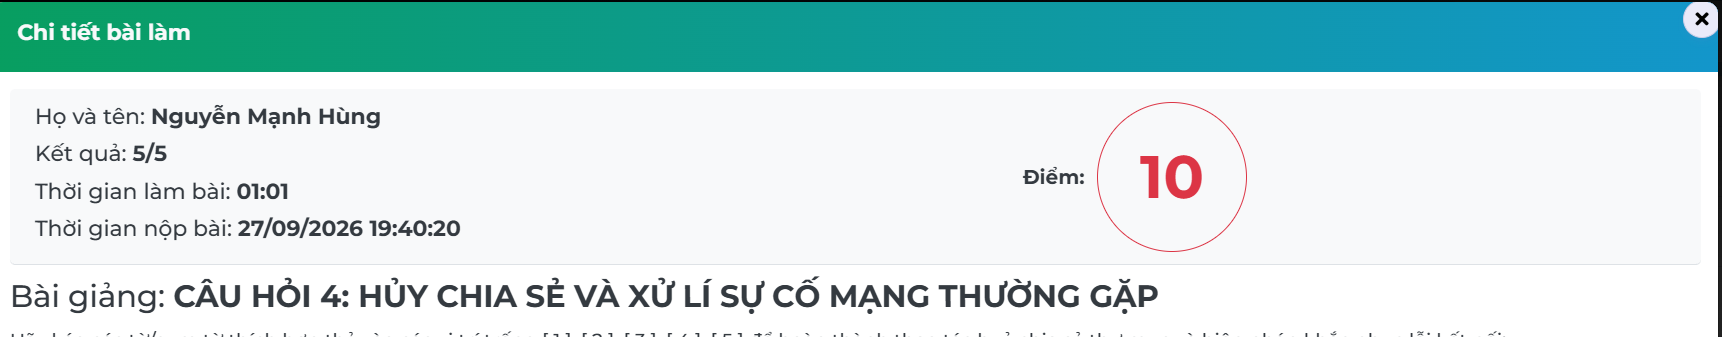 Chi tiết bài làm
Họ và tên: Nguyễn Mạnh Hùng
Kết quả: 5/5
Thời gian làm bài: 01:01
Thời gian nộp bài: 27/09/2026 19:40:20
Điểm:
10
Bài giảng: CÂU HỎI 4: HỦY CHIA SẺ VÀ XỬ LÍ SỰ CỐ MẠNG THƯỜNG GẶP